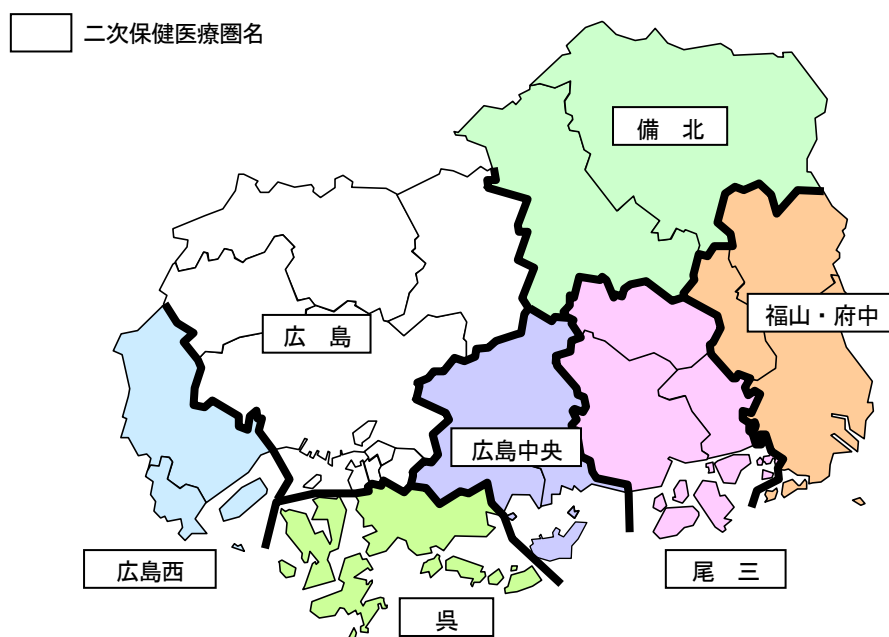 二次保健医療圏名
備　北
福山・府中
広　島
広島中央
広島西
尾　三
呉